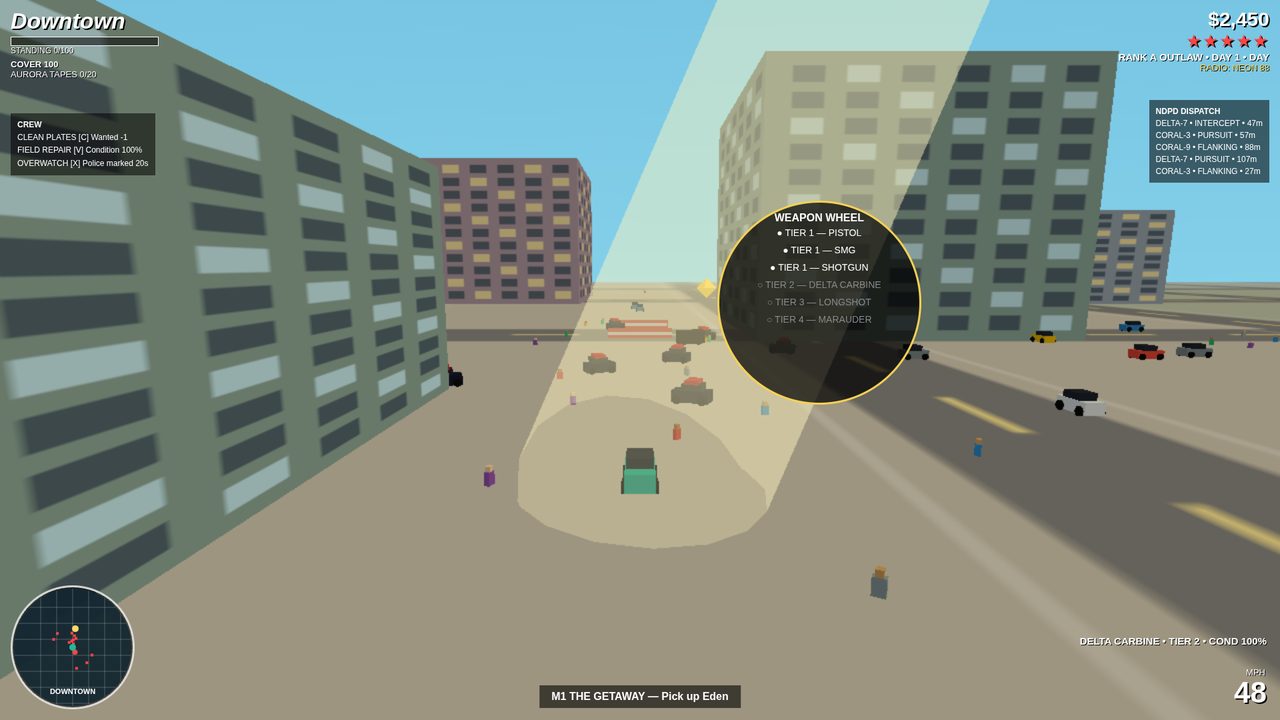 Downtown
STANDING 0/100
COVER 100
AURORA TAPES 0/20
CREW
CLEAN PLATES [C] Wanted -1
FIELD REPAIR [V] Condition 100%
OVERWATCH [X] Police marked 20s
$2,450
★★★★★
RANK A OUTLAW • DAY 1 • DAY
RADIO: NEON 88
NDPD DISPATCH
DELTA-7 • INTERCEPT • 47m
CORAL-3 • PURSUIT • 57m
CORAL-9 • FLANKING • 88m
DELTA-7 • PURSUIT • 107m
CORAL-3 • FLANKING • 27m
WEAPON WHEEL
● TIER 1 — PISTOL
● TIER 1 — SMG
● TIER 1 — SHOTGUN
○ TIER 2 — DELTA CARBINE
○ TIER 3 — LONGSHOT
○ TIER 4 — MARAUDER
DOWNTOWN
M1 THE GETAWAY — Pick up Eden
DELTA CARBINE • TIER 2 • COND 100%
MPH
48